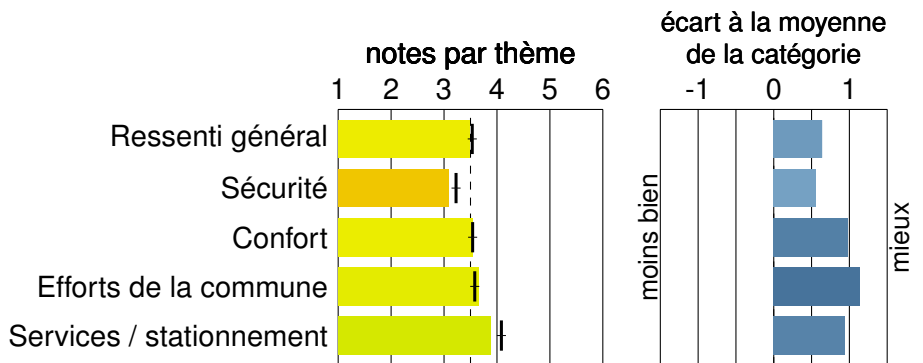 notes par thème
1 2 3 4 5 6
Ressenti général
Sécurité
Confort
Efforts de la commune
Services / stationnement
écart à la moyenne
de la catégorie
-1 0 1
moins bien
mieux